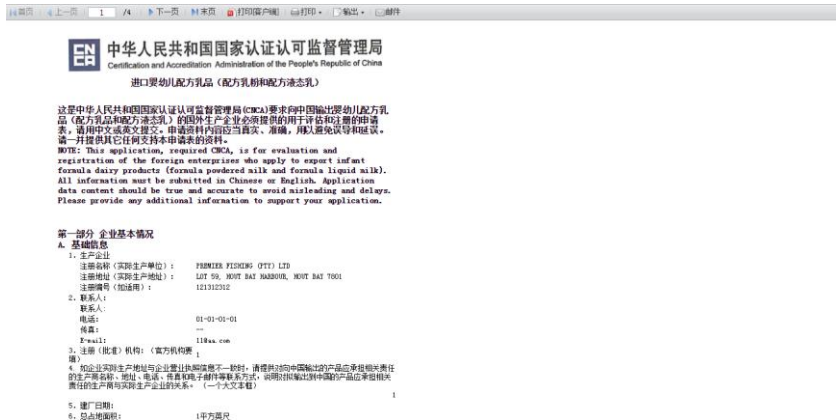 首页 上一页 1 /4 下一页 末页 打印[客户端] 打印 输出 邮件
中华人民共和国国家认证认可监督管理局
Certification and Accreditation Administration of the People's Republic of China
进口婴幼儿配方乳品（配方乳粉和配方液态乳）
这是中华人民共和国国家认证认可监督管理局(CNCA)要求向中国输出婴幼儿配方乳
品（配方乳品和配方液态乳）的国外生产企业必须提供的用于评估和注册的申请
表，请用中文或英文提交。申请资料内容应当真实、准确，用以避免误导和延误。
请一并提供其它任何支持本申请表的资料。
NOTE: This application, required CNCA, is for evaluation and
registration of the foreign enterprises who apply to export infant
formula dairy products (formula powdered milk and formula liquid milk).
All information must be submitted in Chinese or English. Application
data content should be true and accurate to avoid misleading and delays.
Please provide any additional information to support your application.
第一部分 企业基本情况
A. 基础信息
1、生产企业
注册名称（实际生产单位）： PREMIER FISHING (PTY) LTD
注册地址（实际生产地址）： LOT 59, HOUT BAY HARBOUR, HOUT BAY 7801
注册编号（如适用）： 121312312
2、联系人：
联系人：
电话： 01-01-01-01
传真： --
E-mail: 11@aa.com
3、注册（批准）机构：（官方机构要 1
填）
4、如企业实际生产地址与企业营业执照信息不一致时，请提供对向中国输出的产品应承担相关责任
的生产商名称、地址、电话、传真和电子邮件等联系方式，说明对拟输出到中国的产品应承担相关
责任的生产商与实际生产企业的关系。（一个大文本框）
1
5、建厂日期：
6、总占地面积： 1平方英尺